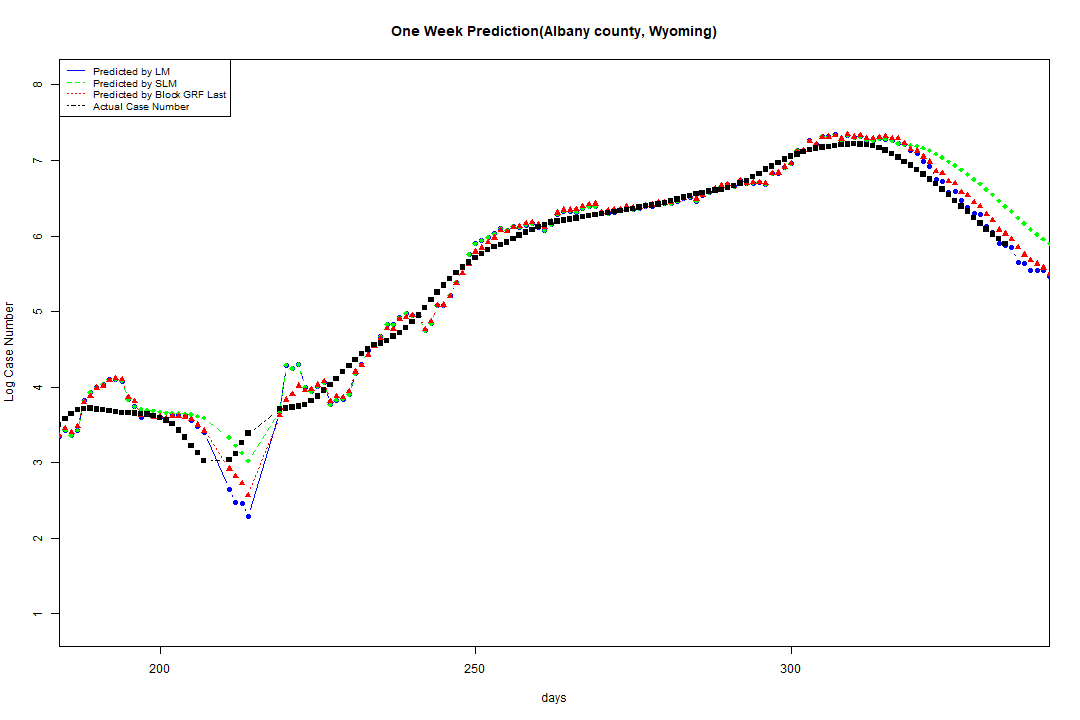 One Week Prediction(Albany county, Wyoming)
Predicted by LM
Predicted by SLM
Predicted by Block GRF Last
Actual Case Number
8
7
6
5
4
3
2
1
Log Case Number
200 250 300
days